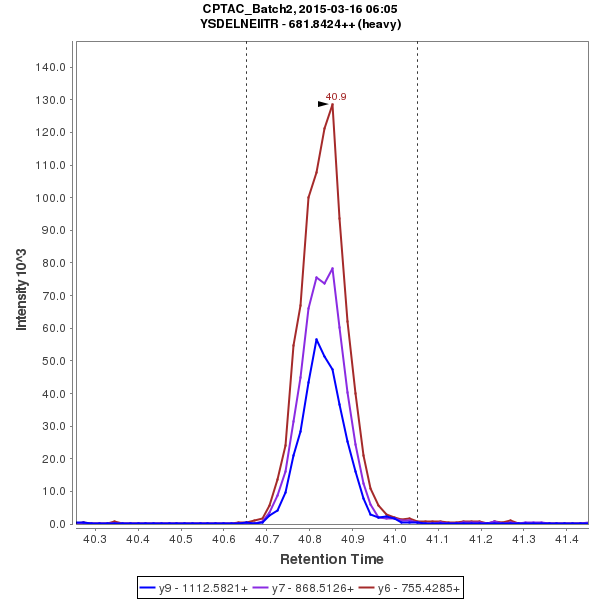 CPTAC_Batch2, 2015-03-16 06:05
YSDELNEIITR - 681.8424++ (heavy)
40.9
140.0
130.0
120.0
110.0
100.0
90.0
80.0
70.0
60.0
50.0
40.0
30.0
20.0
10.0
0.0
Intensity 10^3
40.3 40.4 40.5 40.6 40.7 40.8 40.9 41.0 41.1 41.2 41.3 41.4
Retention Time
y9 - 1112.5821+ y7 - 868.5126+ y6 - 755.4285+